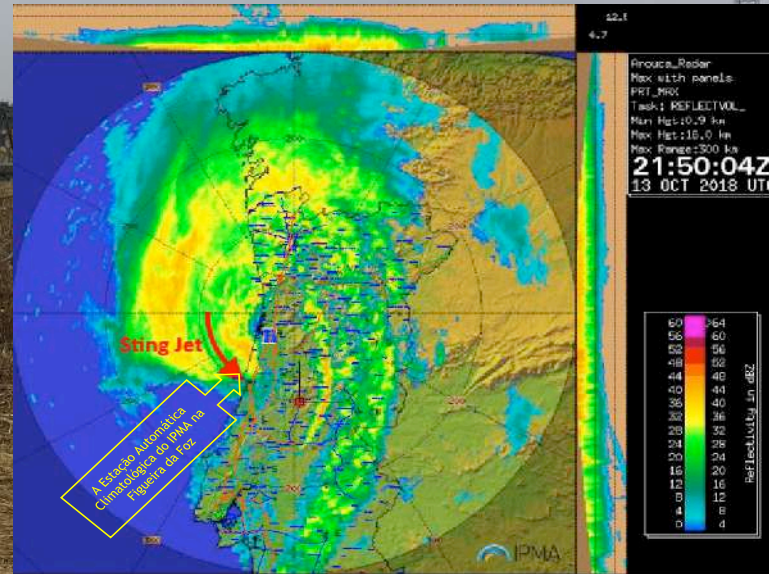 12.5
4.7
Arouca_Radar
Max with panels
PRT_MRX
Task: REFLECTVOL_
Min Hgt:0.9 km
Max Hgt:16.0 km
Max Range:300 km
21:50:04Z
13 OCT 2018 UTC
Sting Jet
A Estação Automática
Climatológica do IPMA na
Figueira da Foz
60 >64
56 60
52 56
48 52
44 48
40 44
36 40
32 36
28 32
24 28
20 24
16 20
12 16
8 12
4 8
0 4
Reflectivity in dBZ
IPMA